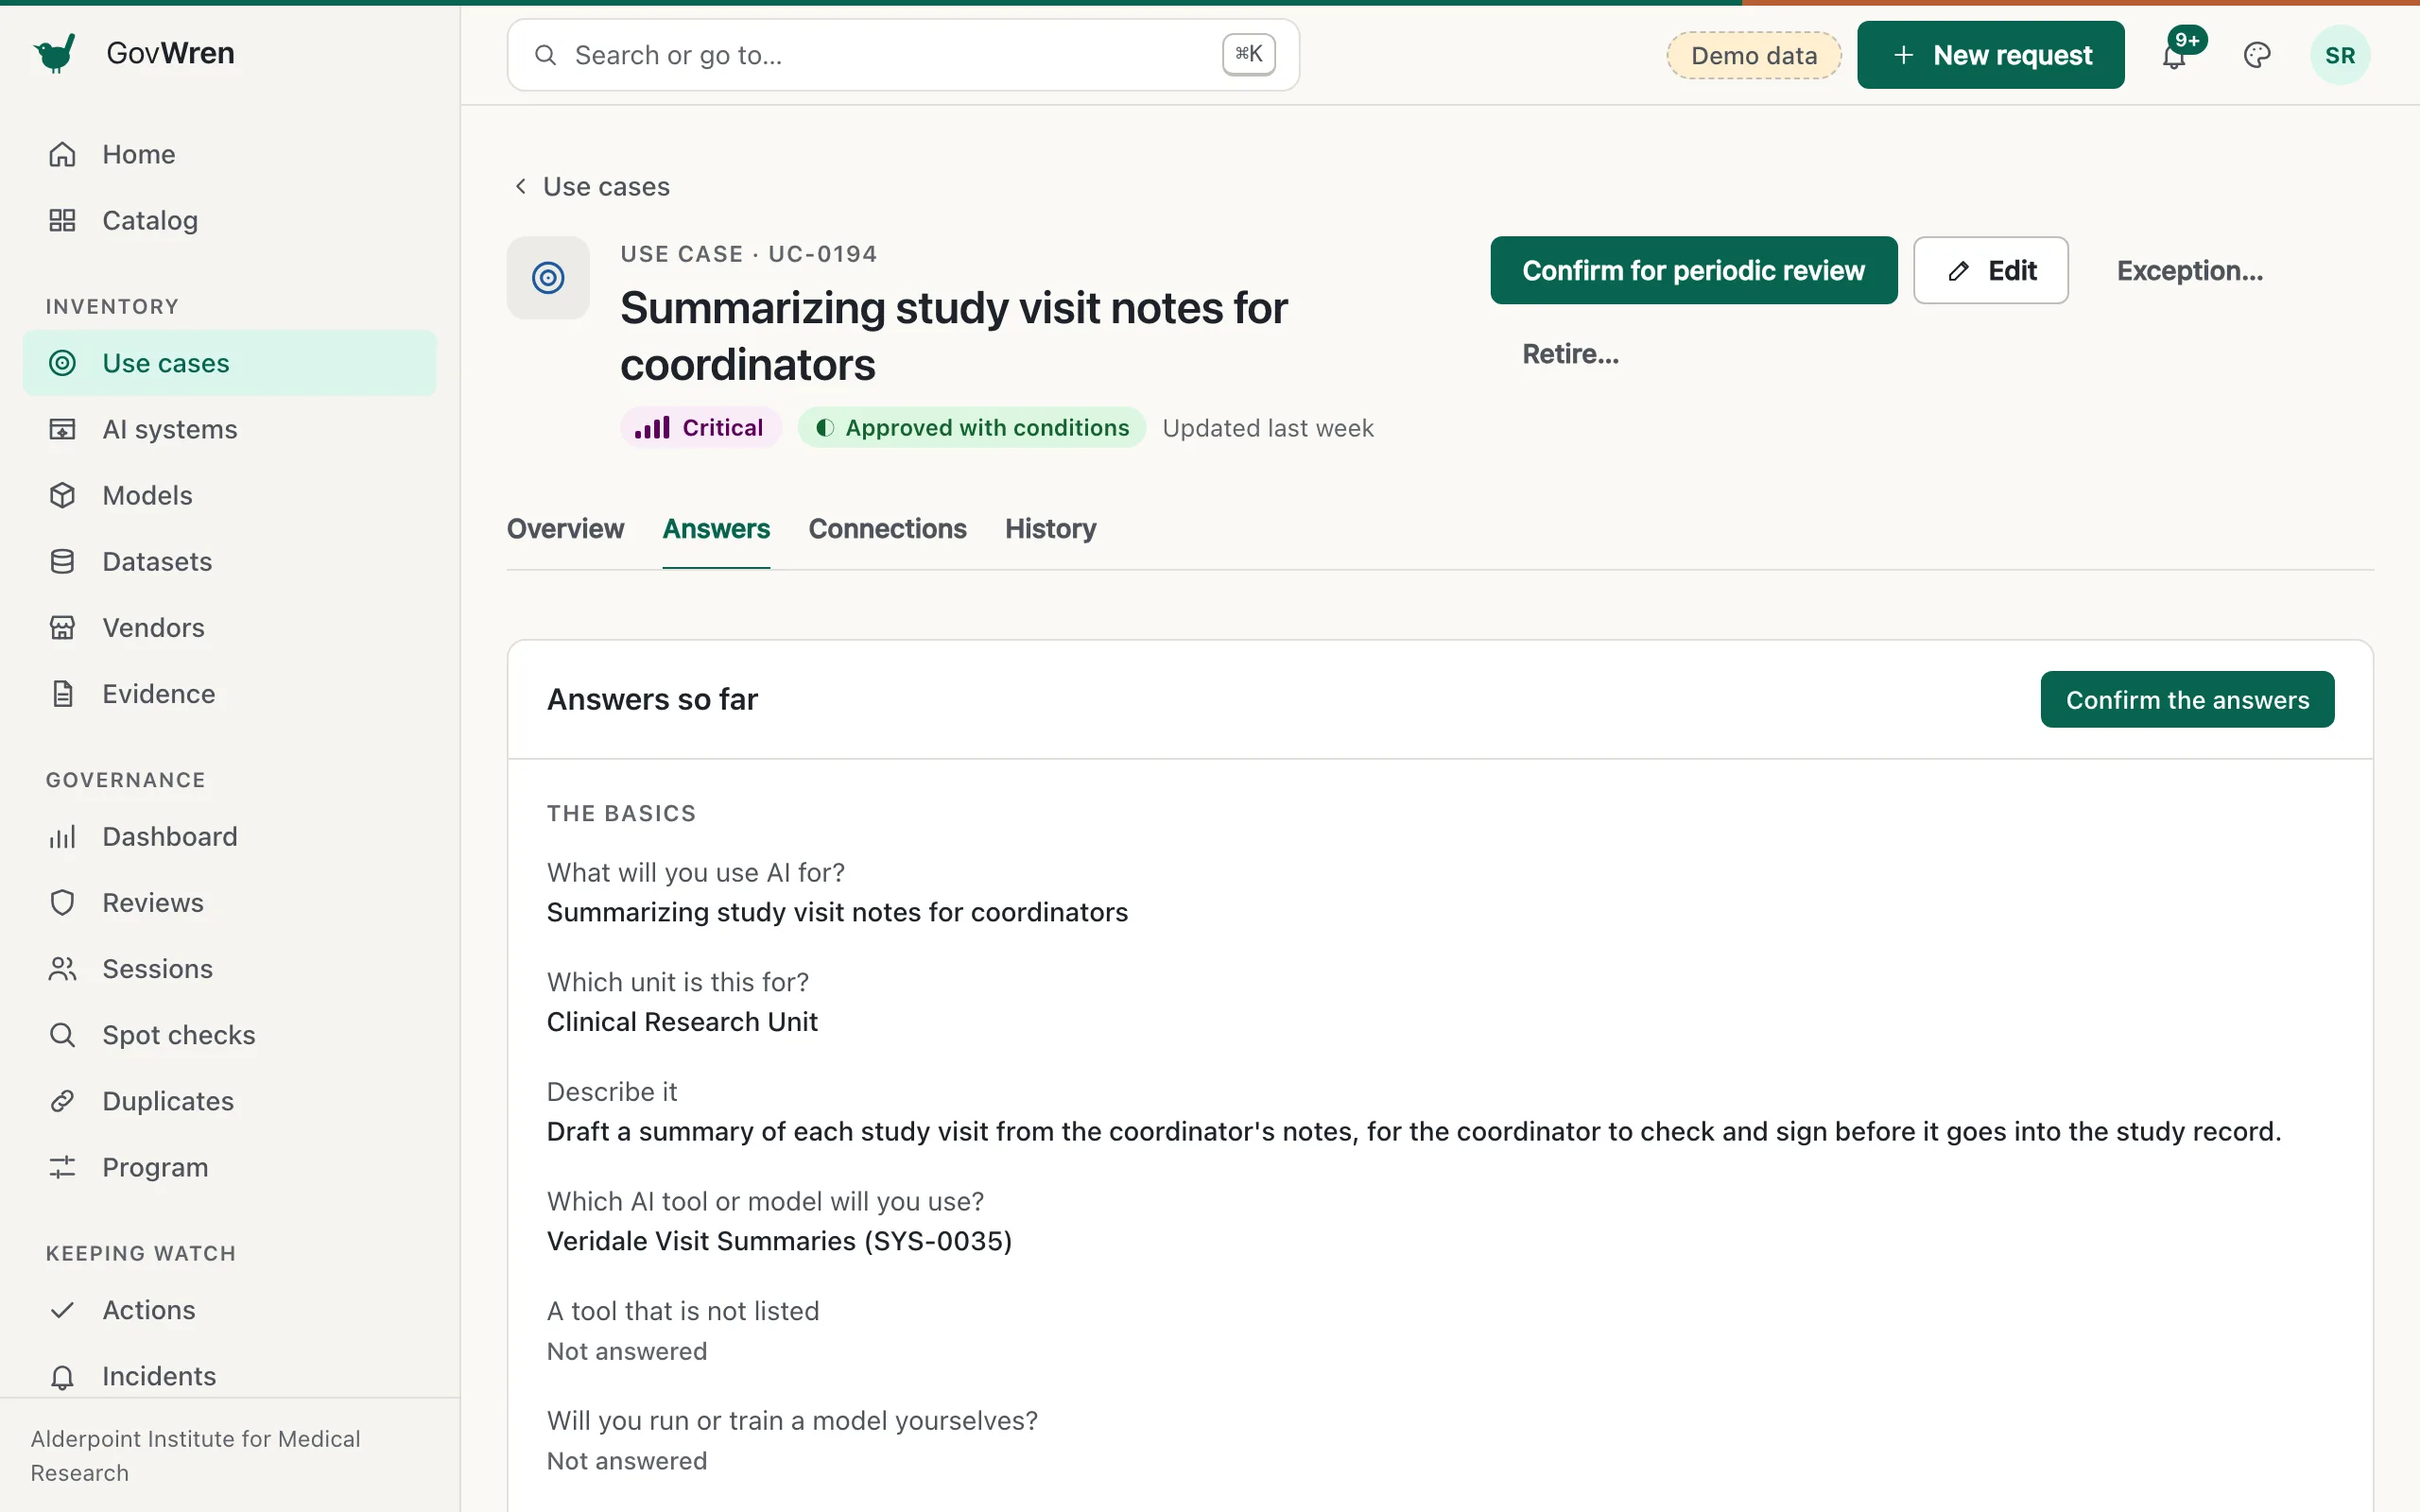 GovWren
Search or go to...
⌘K
Demo data
+ New request
9+
SR
Home
Catalog
INVENTORY
Use cases
AI systems
Models
Datasets
Vendors
Evidence
GOVERNANCE
Dashboard
Reviews
Sessions
Spot checks
Duplicates
Program
KEEPING WATCH
Actions
Incidents
Alderpoint Institute for Medical
Research
Use cases
USE CASE · UC-0194
Summarizing study visit notes for
coordinators
Critical
Approved with conditions
Updated last week
Confirm for periodic review
Edit
Exception...
Retire...
Overview
Answers
Connections
History
Answers so far
Confirm the answers
THE BASICS
What will you use AI for?
Summarizing study visit notes for coordinators
Which unit is this for?
Clinical Research Unit
Describe it
Draft a summary of each study visit from the coordinator's notes, for the coordinator to check and sign before it goes into the study record.
Which AI tool or model will you use?
Veridale Visit Summaries (SYS-0035)
A tool that is not listed
Not answered
Will you run or train a model yourselves?
Not answered